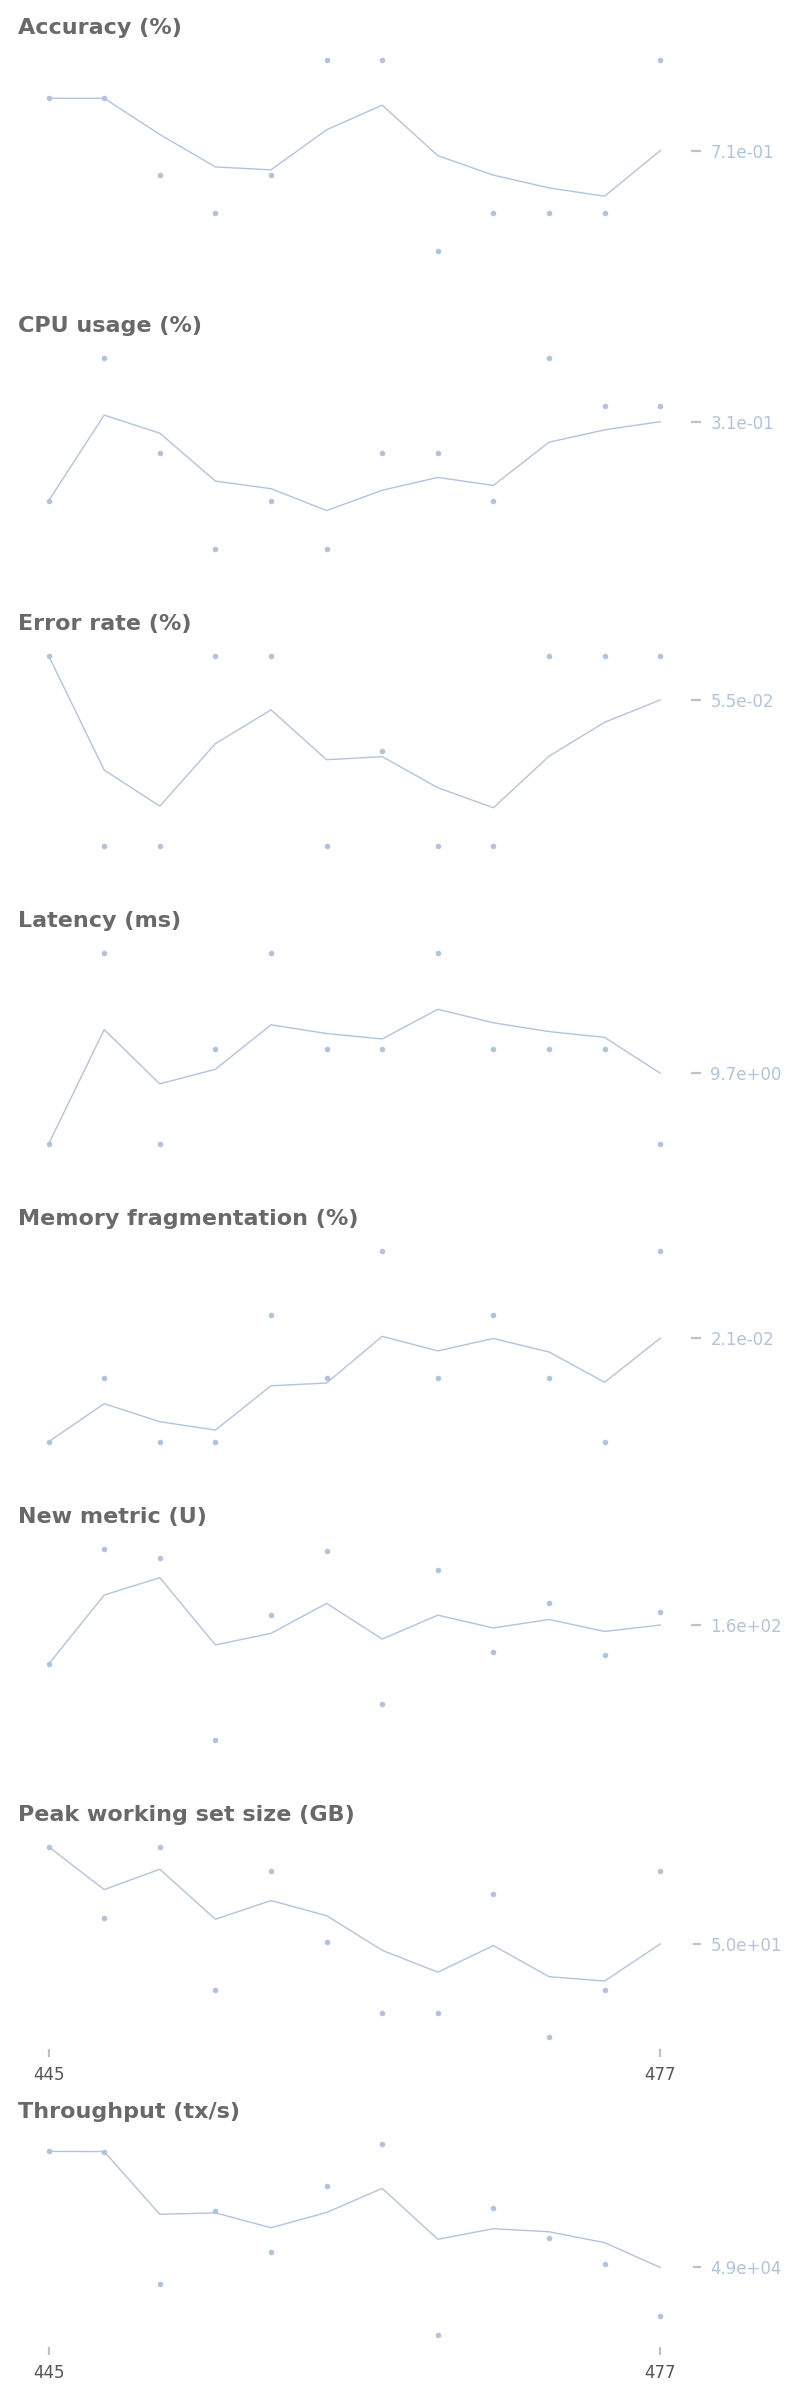 Accuracy (%)
7.1e-01
CPU usage (%)
3.1e-01
Error rate (%)
5.5e-02
Latency (ms)
9.7e+00
Memory fragmentation (%)
2.1e-02
New metric (U)
1.6e+02
Peak working set size (GB)
5.0e+01
445 477
Throughput (tx/s)
4.9e+04
445 477